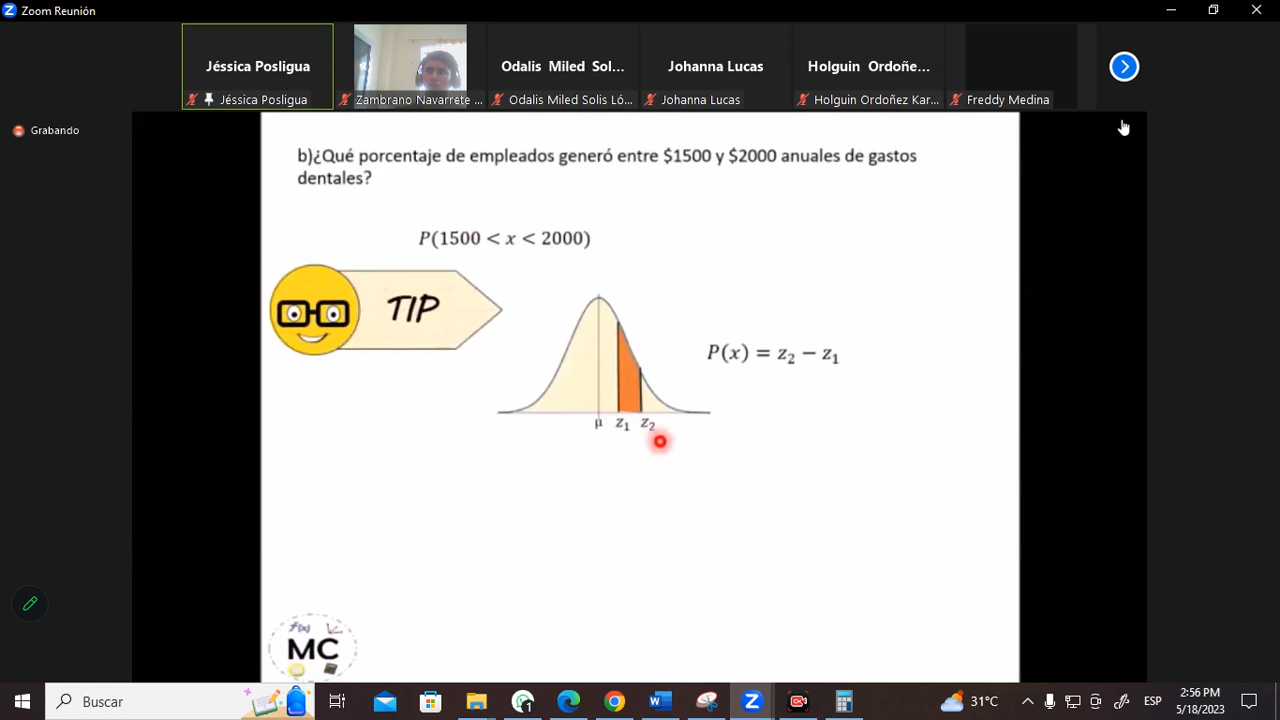 Zoom Reunión
Jéssica Posligua
Odalis Miled Sol...
Johanna Lucas
Holguin Ordoñe...
Jéssica Posligua
Zambrano Navarrete ...
Odalis Miled Solis Ló...
Johanna Lucas
Holguin Ordoñez Kar...
Freddy Medina
Grabando
b)¿Qué porcentaje de empleados generó entre $1500 y $2000 anuales de gastos
dentales?
P(1500 < x < 2000)
TIP
P(x) = z₂ − z₁
μ z₁ z₂
f(x)
MC
Buscar
1
31°C
ESP
2:56 PM
5/18/2023